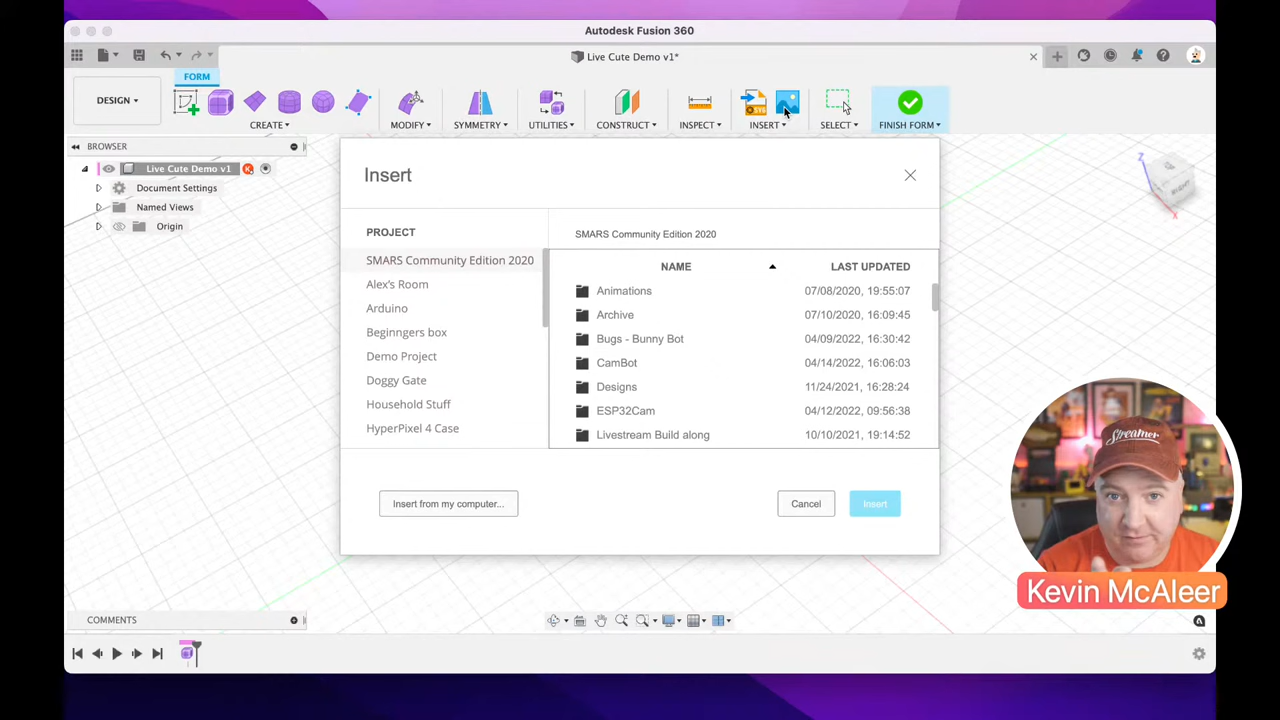 Autodesk Fusion 360
Live Cute Demo v1*
FORM
DESIGN
CREATE
MODIFY
SYMMETRY
UTILITIES
CONSTRUCT
INSPECT
INSERT
SELECT
FINISH FORM
BROWSER
Live Cute Demo v1
Document Settings
Named Views
Origin
Insert
PROJECT
SMARS Community Edition 2020
Alex's Room
Arduino
Beginngers box
Demo Project
Doggy Gate
Household Stuff
HyperPixel 4 Case
SMARS Community Edition 2020
NAME LAST UPDATED
Animations 07/08/2020, 19:55:07
Archive 07/10/2020, 16:09:45
Bugs - Bunny Bot 04/09/2022, 16:30:42
CamBot 04/14/2022, 16:06:03
Designs 11/24/2021, 16:28:24
ESP32Cam 04/12/2022, 09:56:38
Livestream Build along 10/10/2021, 19:14:52
Insert from my computer...
Cancel
Insert
RIGHT
Z
X
Streamer
Kevin McAleer
COMMENTS